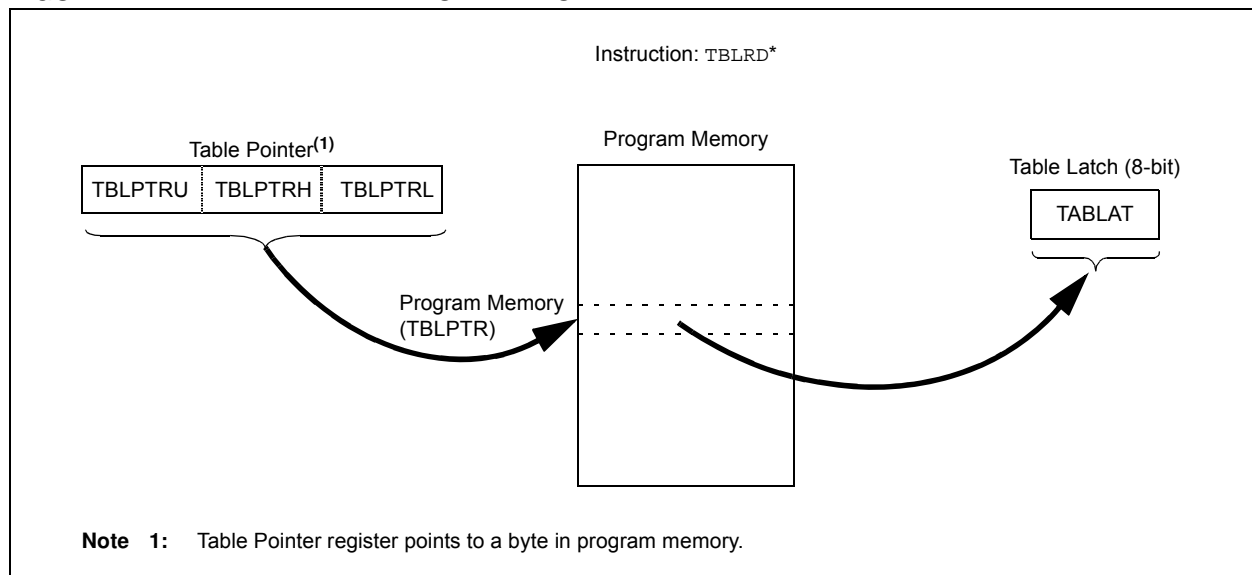 Instruction: TBLRD*
Table Pointer(1)
TBLPTRU TBLPTRH TBLPTRL
Program Memory
(TBLPTR)
Program Memory
Table Latch (8-bit)
TABLAT
Note 1: Table Pointer register points to a byte in program memory.